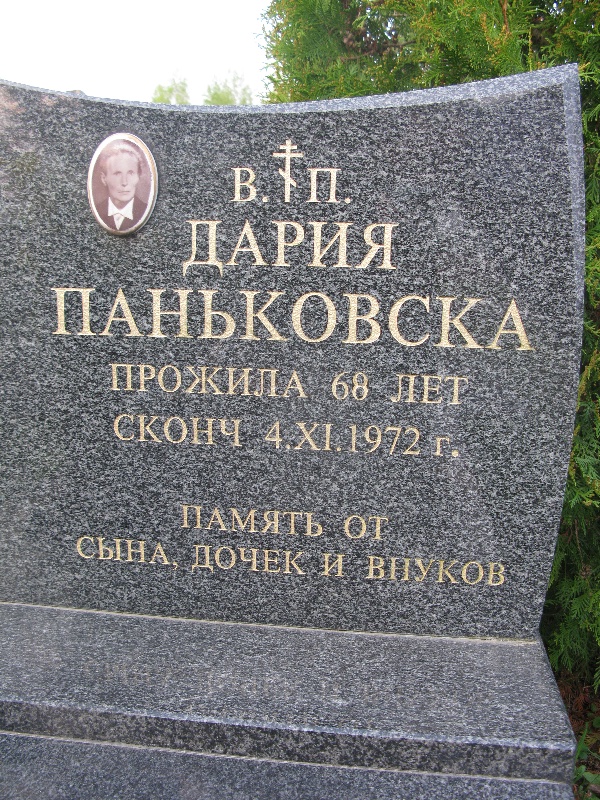 В. П.
ДАРИЯ
ПАНЬКОВСКА
ПРОЖИЛА 68 ЛЕТ
СКОНЧ 4.XI.1972 г.
ПАМЯТЬ ОТ
СЫНА, ДОЧЕК И ВНУКОВ